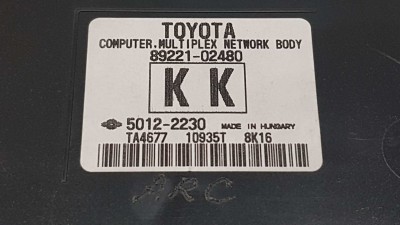 TOYOTA
COMPUTER.MULTIPLEX NETWORK BODY
89221-02480
K K
5012-2230 MADE IN HUNGARY
TA4677 10935T 8K16
ARC